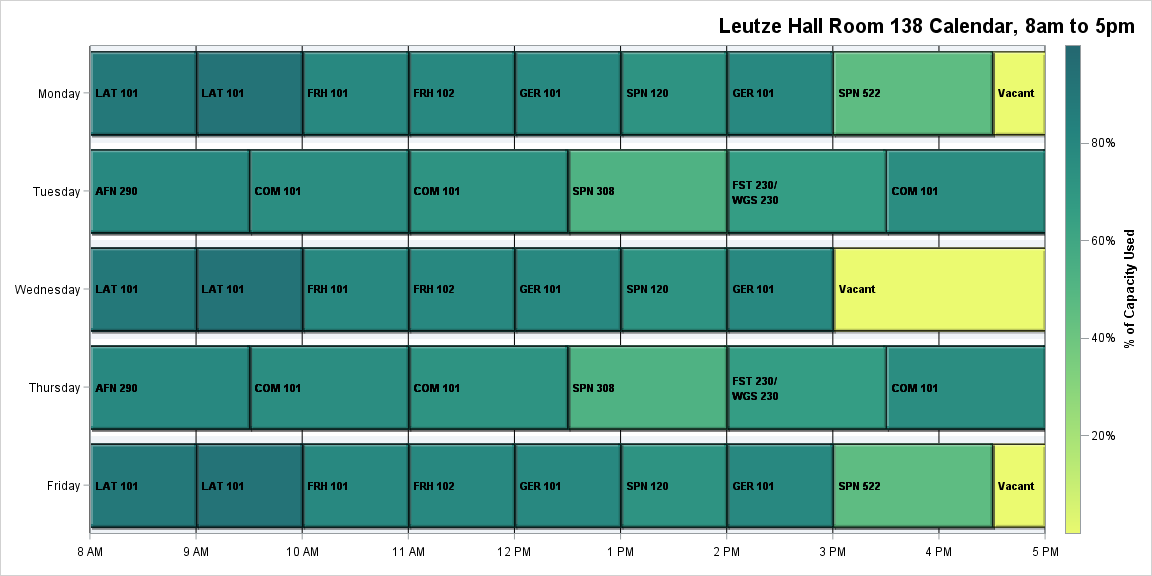 Leutze Hall Room 138 Calendar, 8am to 5pm
Monday
LAT 101
LAT 101
FRH 101
FRH 102
GER 101
SPN 120
GER 101
SPN 522
Vacant
Tuesday
AFN 290
COM 101
COM 101
SPN 308
FST 230/
WGS 230
COM 101
Wednesday
LAT 101
LAT 101
FRH 101
FRH 102
GER 101
SPN 120
GER 101
Vacant
Thursday
AFN 290
COM 101
COM 101
SPN 308
FST 230/
WGS 230
COM 101
Friday
LAT 101
LAT 101
FRH 101
FRH 102
GER 101
SPN 120
GER 101
SPN 522
Vacant
8 AM
9 AM
10 AM
11 AM
12 PM
1 PM
2 PM
3 PM
4 PM
5 PM
80%
60%
40%
20%
% of Capacity Used